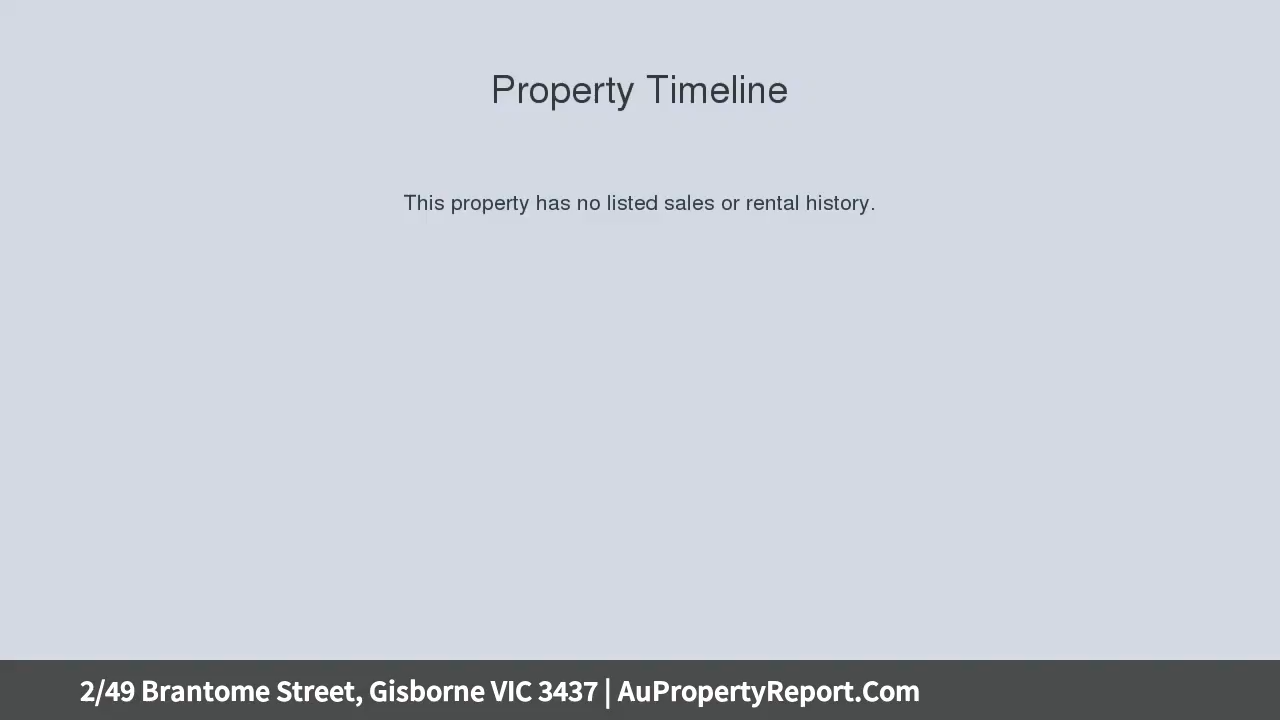 Property Timeline
This property has no listed sales or rental history.
2/49 Brantome Street, Gisborne VIC 3437 | AuPropertyReport.Com